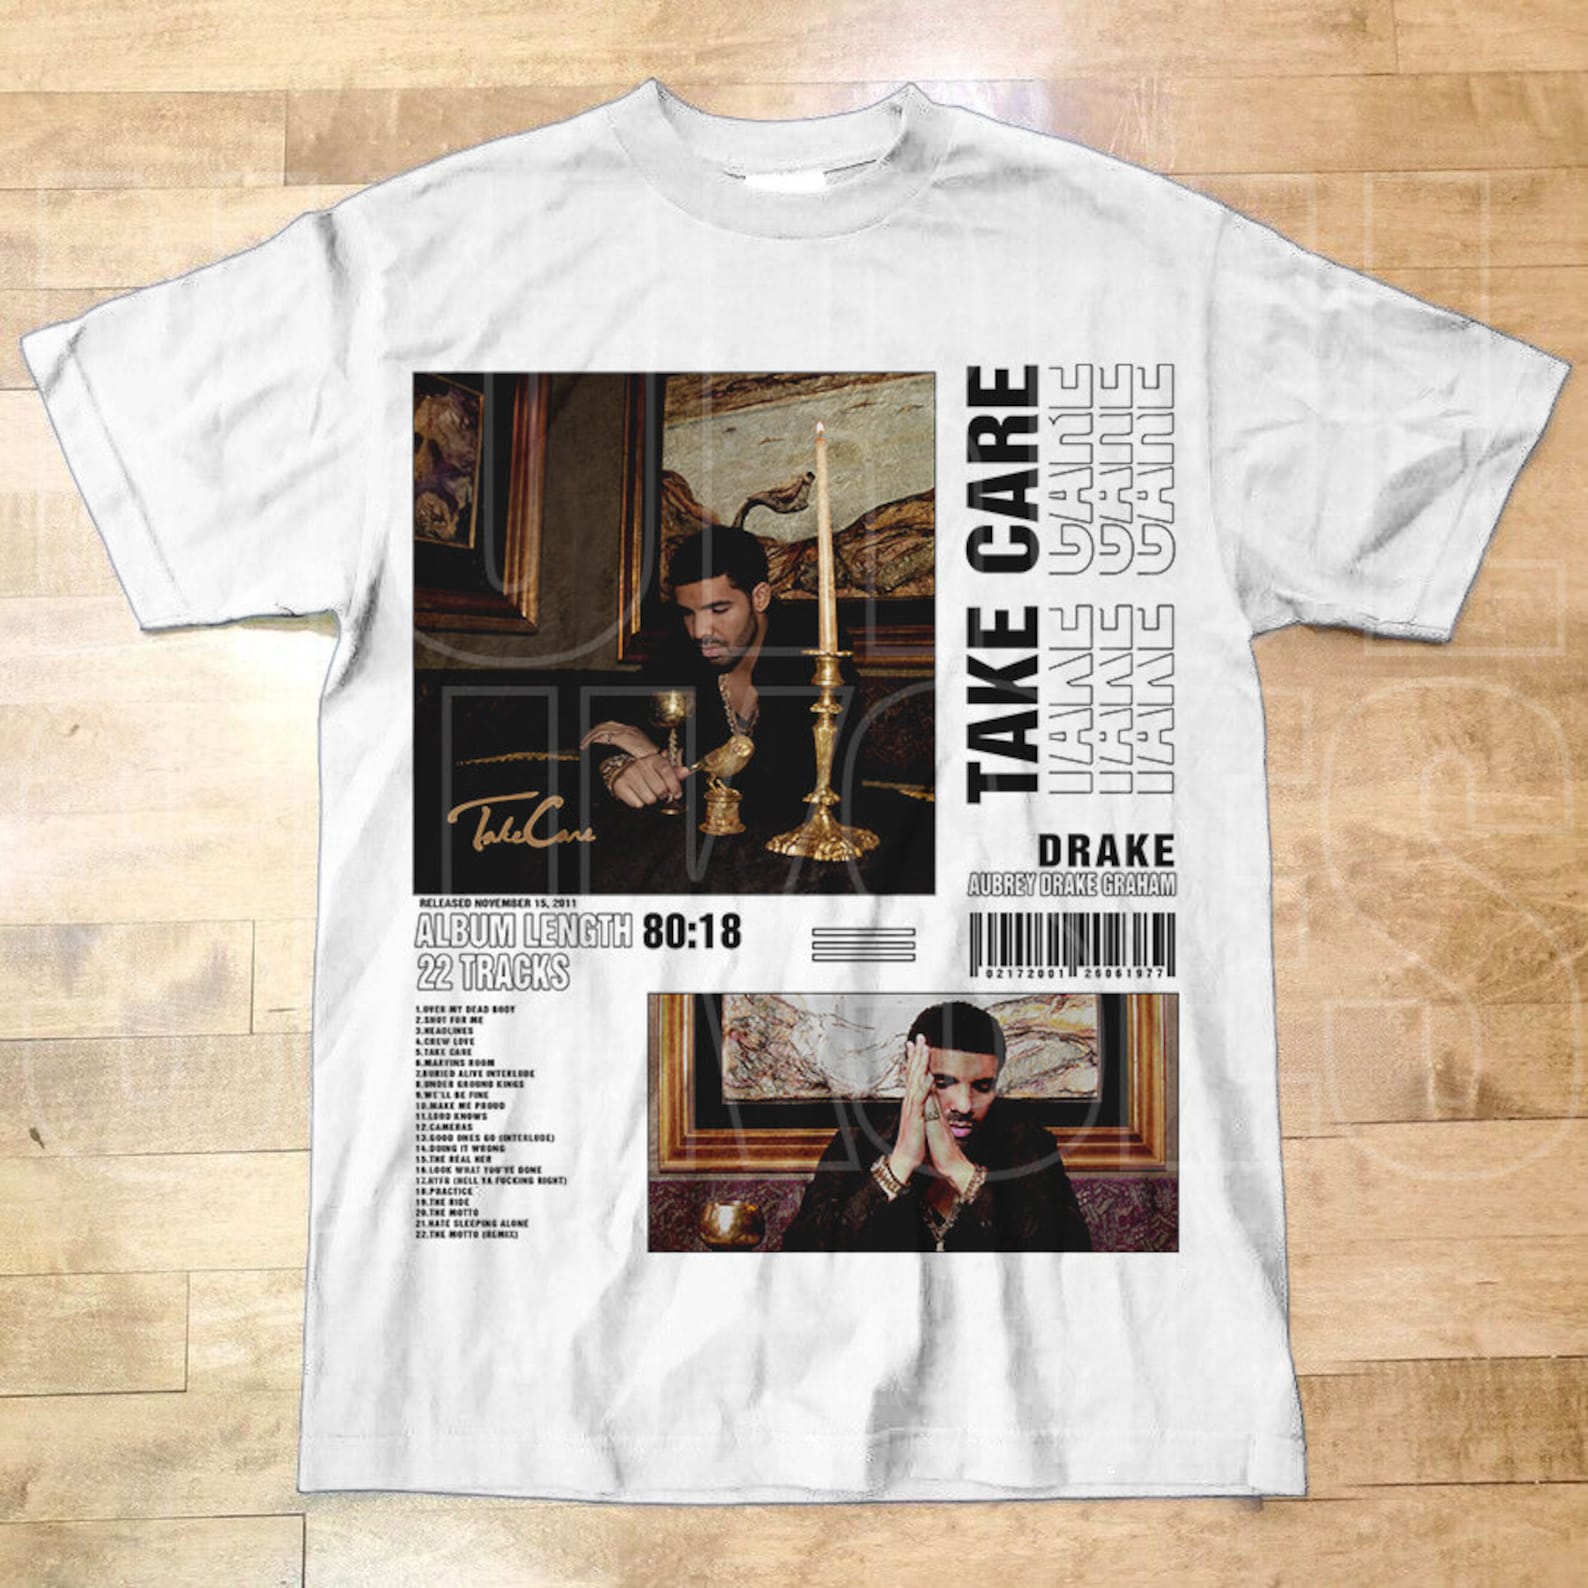 TAKE CARE
TAKE CARE
TAKE CARE
TAKE CARE
Take Care
DRAKE
AUBREY DRAKE GRAHAM
RELEASED NOVEMBER 15, 2011
ALBUM LENGTH 80:18
22 TRACKS
02172001 26061977
1.OVER MY DEAD BODY
2.SHOT FOR ME
3.HEADLINES
4.CREW LOVE
5.TAKE CARE
6.MARVINS ROOM
7.BURIED ALIVE INTERLUDE
8.UNDER GROUND KINGS
9.WE'LL BE FINE
10.MAKE ME PROUD
11.LORD KNOWS
12.CAMERAS
13.GOOD ONES GO (INTERLUDE)
14.DOING IT WRONG
15.THE REAL HER
16.LOOK WHAT YOU'VE DONE
17.HYFR (HELL YA FUCKING RIGHT)
18.PRACTICE
19.THE RIDE
20.THE MOTTO
21.HATE SLEEPING ALONE
22.THE MOTTO (REMIX)